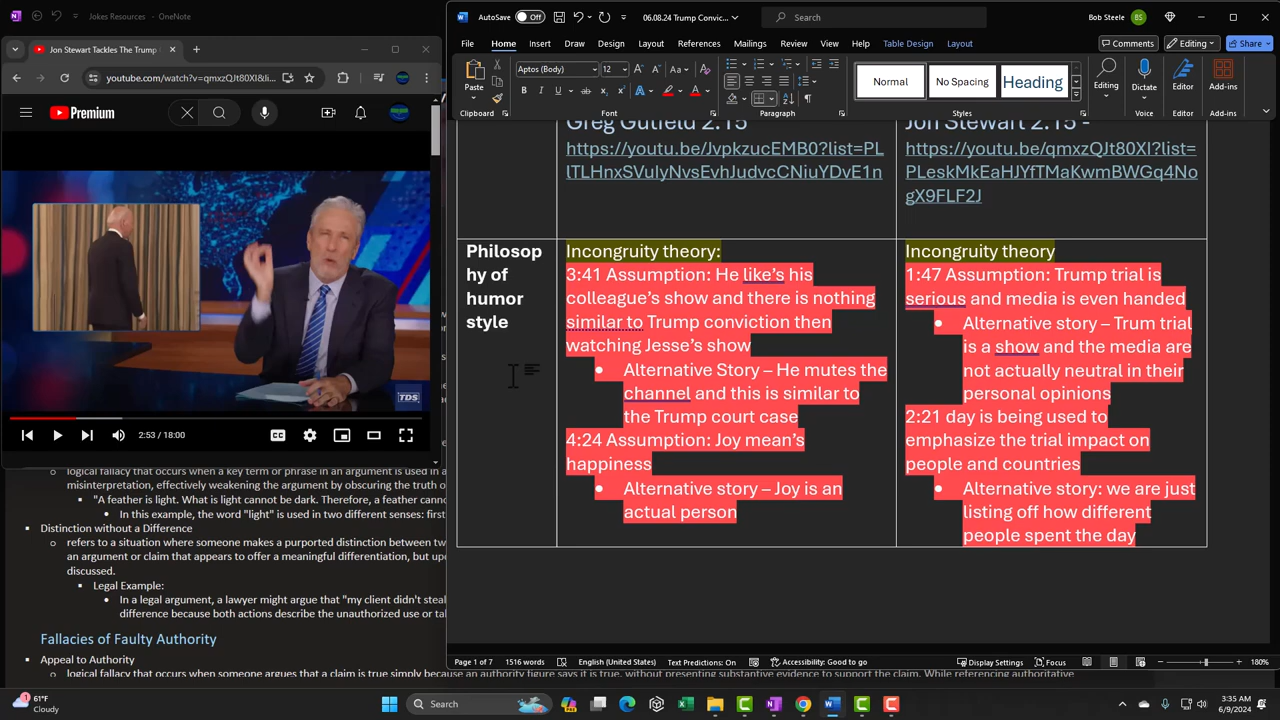 Jokes Resources - OneNote
Jon Stewart Tackles The Trump
youtube.com/watch?v=qmxzQJt80XI&li...
Premium
TDS
2:53 / 18:00
logical fallacy that occurs when a key term or phrase in an argument is used in a
misinterpretation, effectively weakening the argument by obscuring the truth
"A feather is light. What is light cannot be dark. Therefore, a feather canno
In this example, the word "light" is used in two different senses: first
Distinction without a Difference
refers to a situation where someone makes a purported distinction between tw
an argument or claim that appears to offer a meaningful differentiation, but up
discussed.
Legal Example:
In a legal argument, a lawyer might argue that "my client didn't steal
difference because both actions describe the unauthorized use or ta
Fallacies of Faulty Authority
Appeal to Authority
logical fallacy that occurs when someone argues that a claim is true simply because an authority figure says it is true, without presenting substantive evidence to support the claim. While referencing authoritative
AutoSave Off
06.08.24 Trump Convic...
Search
Bob Steele BS
File Home Insert Draw Design Layout References Mailings Review View Help Table Design Layout
Comments Editing Share
Paste
Aptos (Body) 12
Normal No Spacing Heading
Editing Dictate Editor Add-ins
Clipboard Font Paragraph Styles Voice Editor Add-ins
Greg Gutfeld 2.15
https://youtu.be/JvpkzucEMB0?list=PL
lTLHnxSVulyNvsEvhJudvcCNiuYDvE1n
Jon Stewart 2.15 -
https://youtu.be/qmxzQJt80XI?list=
PLeskMkEaHJYfTMaKwmBWGq4No
gX9FLF2J
Philosop
hy of
humor
style
Incongruity theory:
3:41 Assumption: He like's his
colleague's show and there is nothing
similar to Trump conviction then
watching Jesse's show
Alternative Story – He mutes the
channel and this is similar to
the Trump court case
4:24 Assumption: Joy mean's
happiness
Alternative story – Joy is an
actual person
Incongruity theory
1:47 Assumption: Trump trial is
serious and media is even handed
Alternative story – Trum trial
is a show and the media are
not actually neutral in their
personal opinions
2:21 day is being used to
emphasize the trial impact on
people and countries
Alternative story: we are just
listing off how different
people spent the day
Page 1 of 7 1516 words English (United States) Text Predictions: On Accessibility: Good to go Display Settings Focus 180%
61°F
Cloudy
Search
3:35 AM
6/9/2024